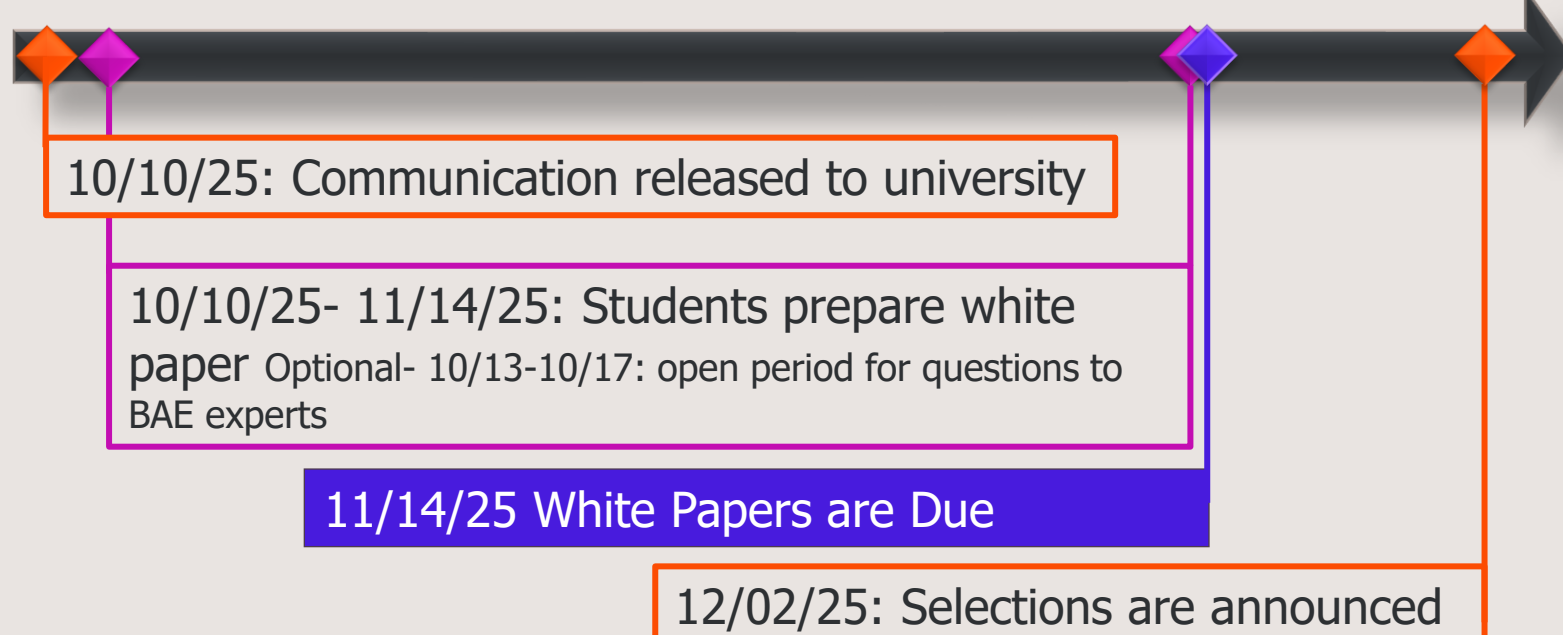 10/10/25: Communication released to university
10/10/25- 11/14/25: Students prepare white
paper Optional- 10/13-10/17: open period for questions to
BAE experts
11/14/25 White Papers are Due
12/02/25: Selections are announced